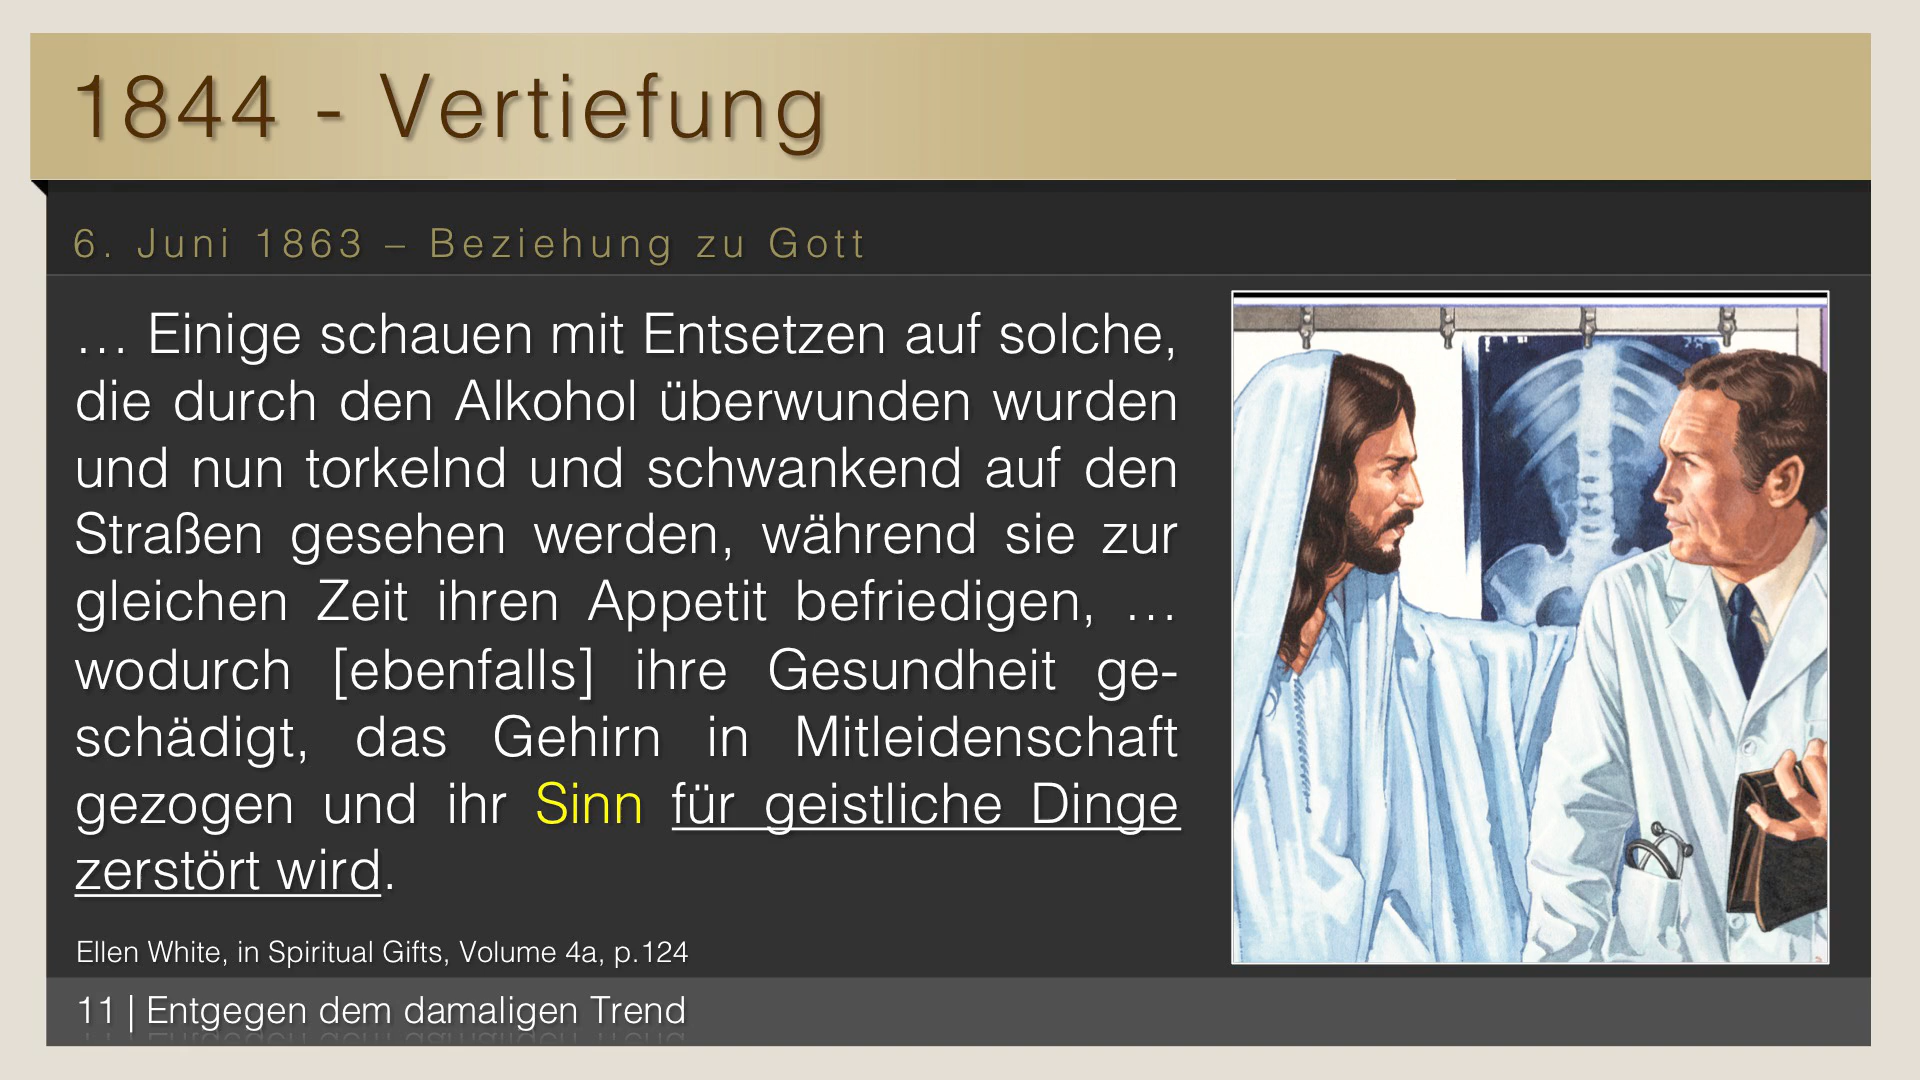 1844 - Vertiefung
6. Juni 1863 – Beziehung zu Gott
… Einige schauen mit Entsetzen auf solche,
die durch den Alkohol überwunden wurden
und nun torkelnd und schwankend auf den
Straßen gesehen werden, während sie zur
gleichen Zeit ihren Appetit befriedigen, …
wodurch [ebenfalls] ihre Gesundheit ge-
schädigt, das Gehirn in Mitleidenschaft
gezogen und ihr Sinn für geistliche Dinge
zerstört wird.
Ellen White, in Spiritual Gifts, Volume 4a, p.124
11 | Entgegen dem damaligen Trend